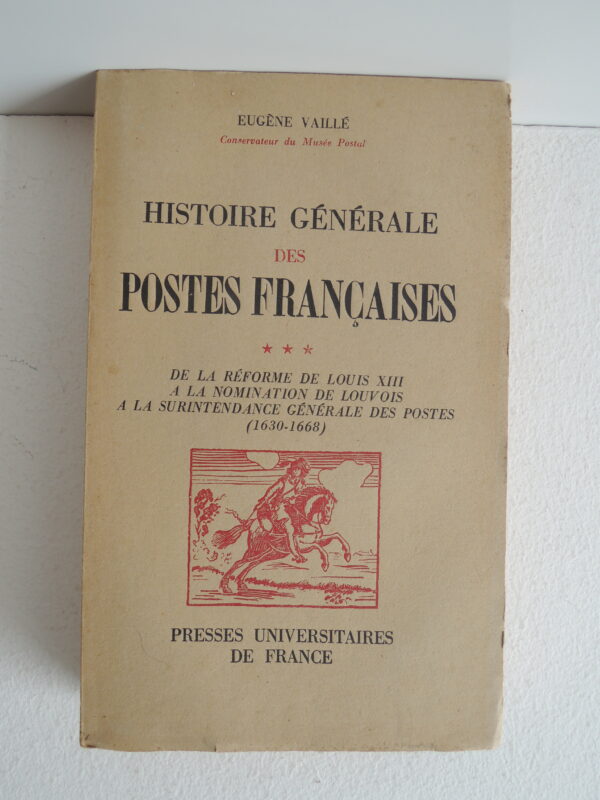 EUGÈNE VAILLÉ
Conservateur du Musée Postal
HISTOIRE GÉNÉRALE
DES
POSTES FRANÇAISES
★ ★ ★
DE LA RÉFORME DE LOUIS XIII
A LA NOMINATION DE LOUVOIS
A LA SURINTENDANCE GÉNÉRALE DES POSTES
(1630-1668)
PRESSES UNIVERSITAIRES
DE FRANCE